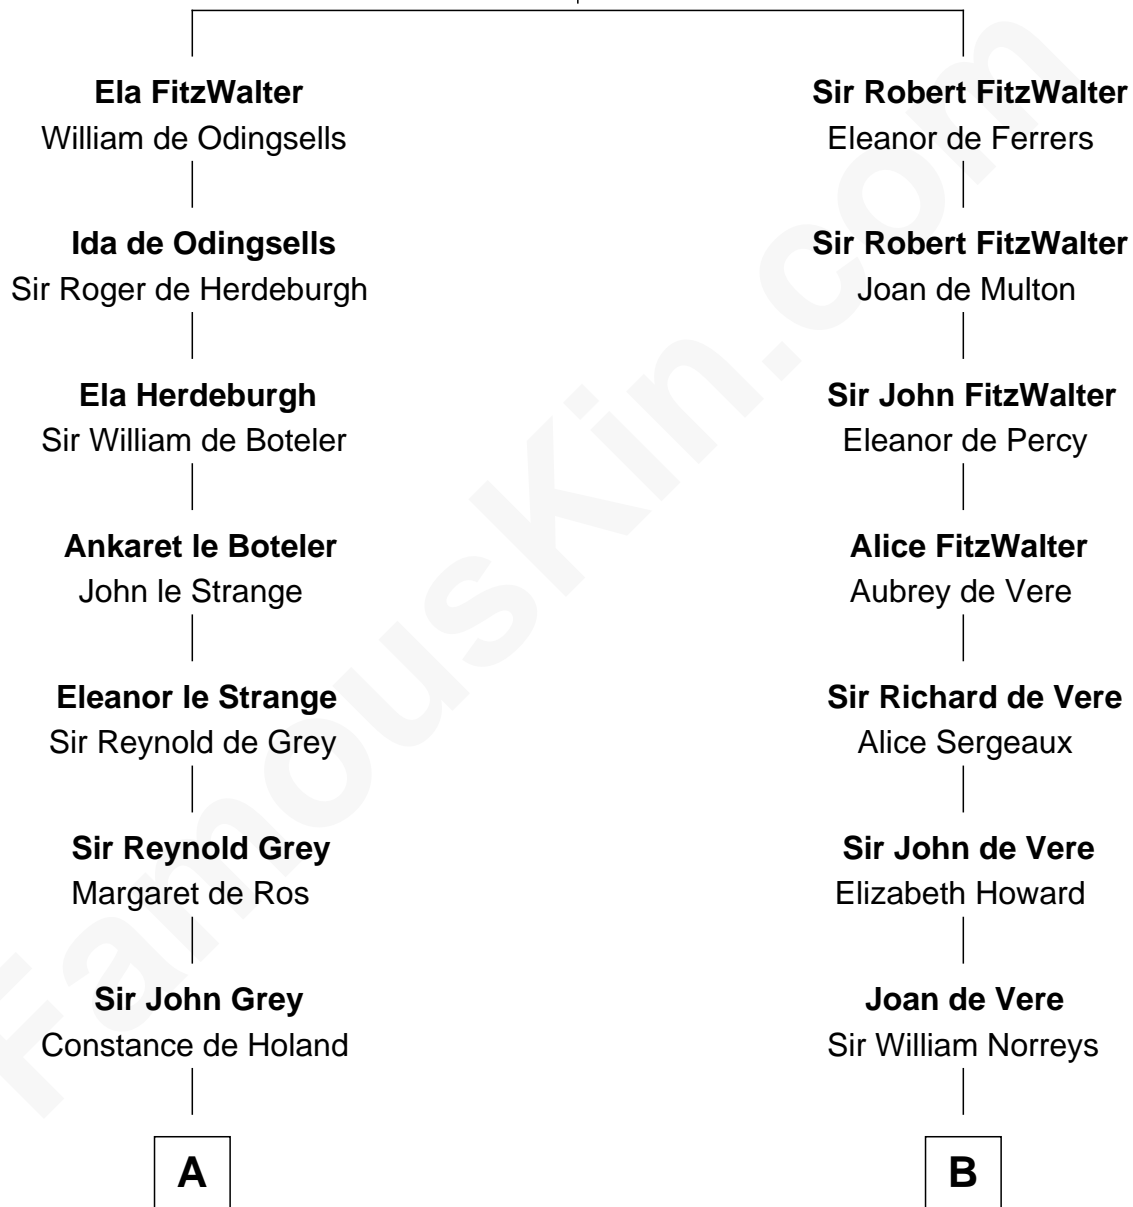 Ela FitzWalter
William de Odingsells
Ida de Odingsells
Sir Roger de Herdeburgh
Ela Herdeburgh
Sir William de Boteler
Ankaret le Boteler
John le Strange
Eleanor le Strange
Sir Reynold de Grey
Sir Reynold Grey
Margaret de Ros
Sir John Grey
Constance de Holand
A
Sir Robert FitzWalter
Eleanor de Ferrers
Sir Robert FitzWalter
Joan de Multon
Sir John FitzWalter
Eleanor de Percy
Alice FitzWalter
Aubrey de Vere
Sir Richard de Vere
Alice Sergeaux
Sir John de Vere
Elizabeth Howard
Joan de Vere
Sir William Norreys
B
FamousKin.com